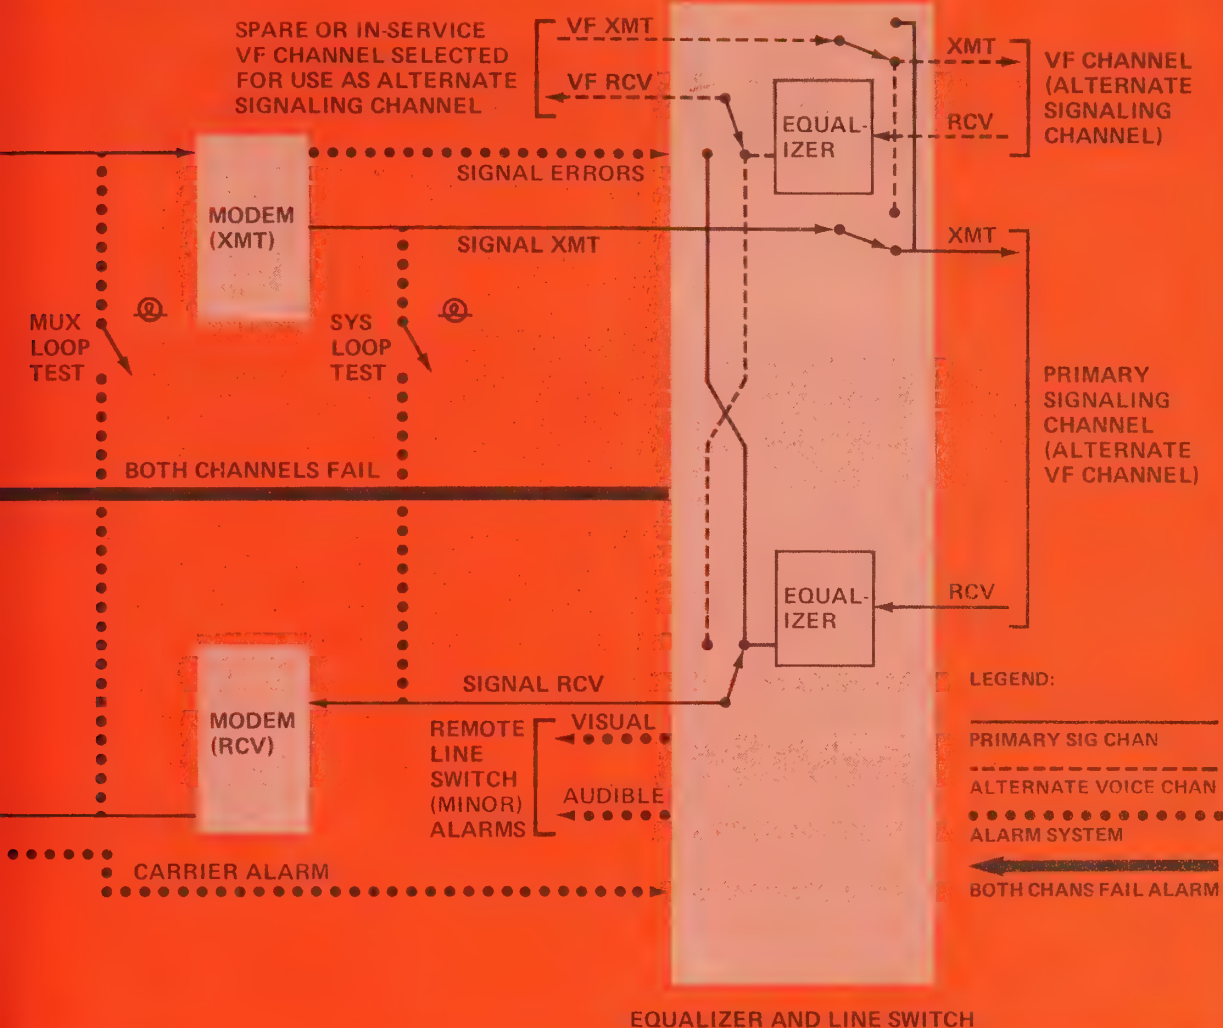 SPARE OR IN-SERVICE
VF CHANNEL SELECTED
FOR USE AS ALTERNATE
SIGNALING CHANNEL
VF XMT
VF RCV
EQUAL-
IZER
XMT
RCV
VF CHANNEL
(ALTERNATE
SIGNALING
CHANNEL)
MODEM
(XMT)
SIGNAL ERRORS
SIGNAL XMT
XMT
MUX
LOOP
TEST
SYS
LOOP
TEST
PRIMARY
SIGNALING
CHANNEL
(ALTERNATE
VF CHANNEL)
BOTH CHANNELS FAIL
EQUAL-
IZER
RCV
MODEM
(RCV)
SIGNAL RCV
REMOTE
LINE
SWITCH
(MINOR)
ALARMS
VISUAL
AUDIBLE
CARRIER ALARM
LEGEND:
PRIMARY SIG CHAN
ALTERNATE VOICE CHAN
ALARM SYSTEM
BOTH CHANS FAIL ALARM
EQUALIZER AND LINE SWITCH